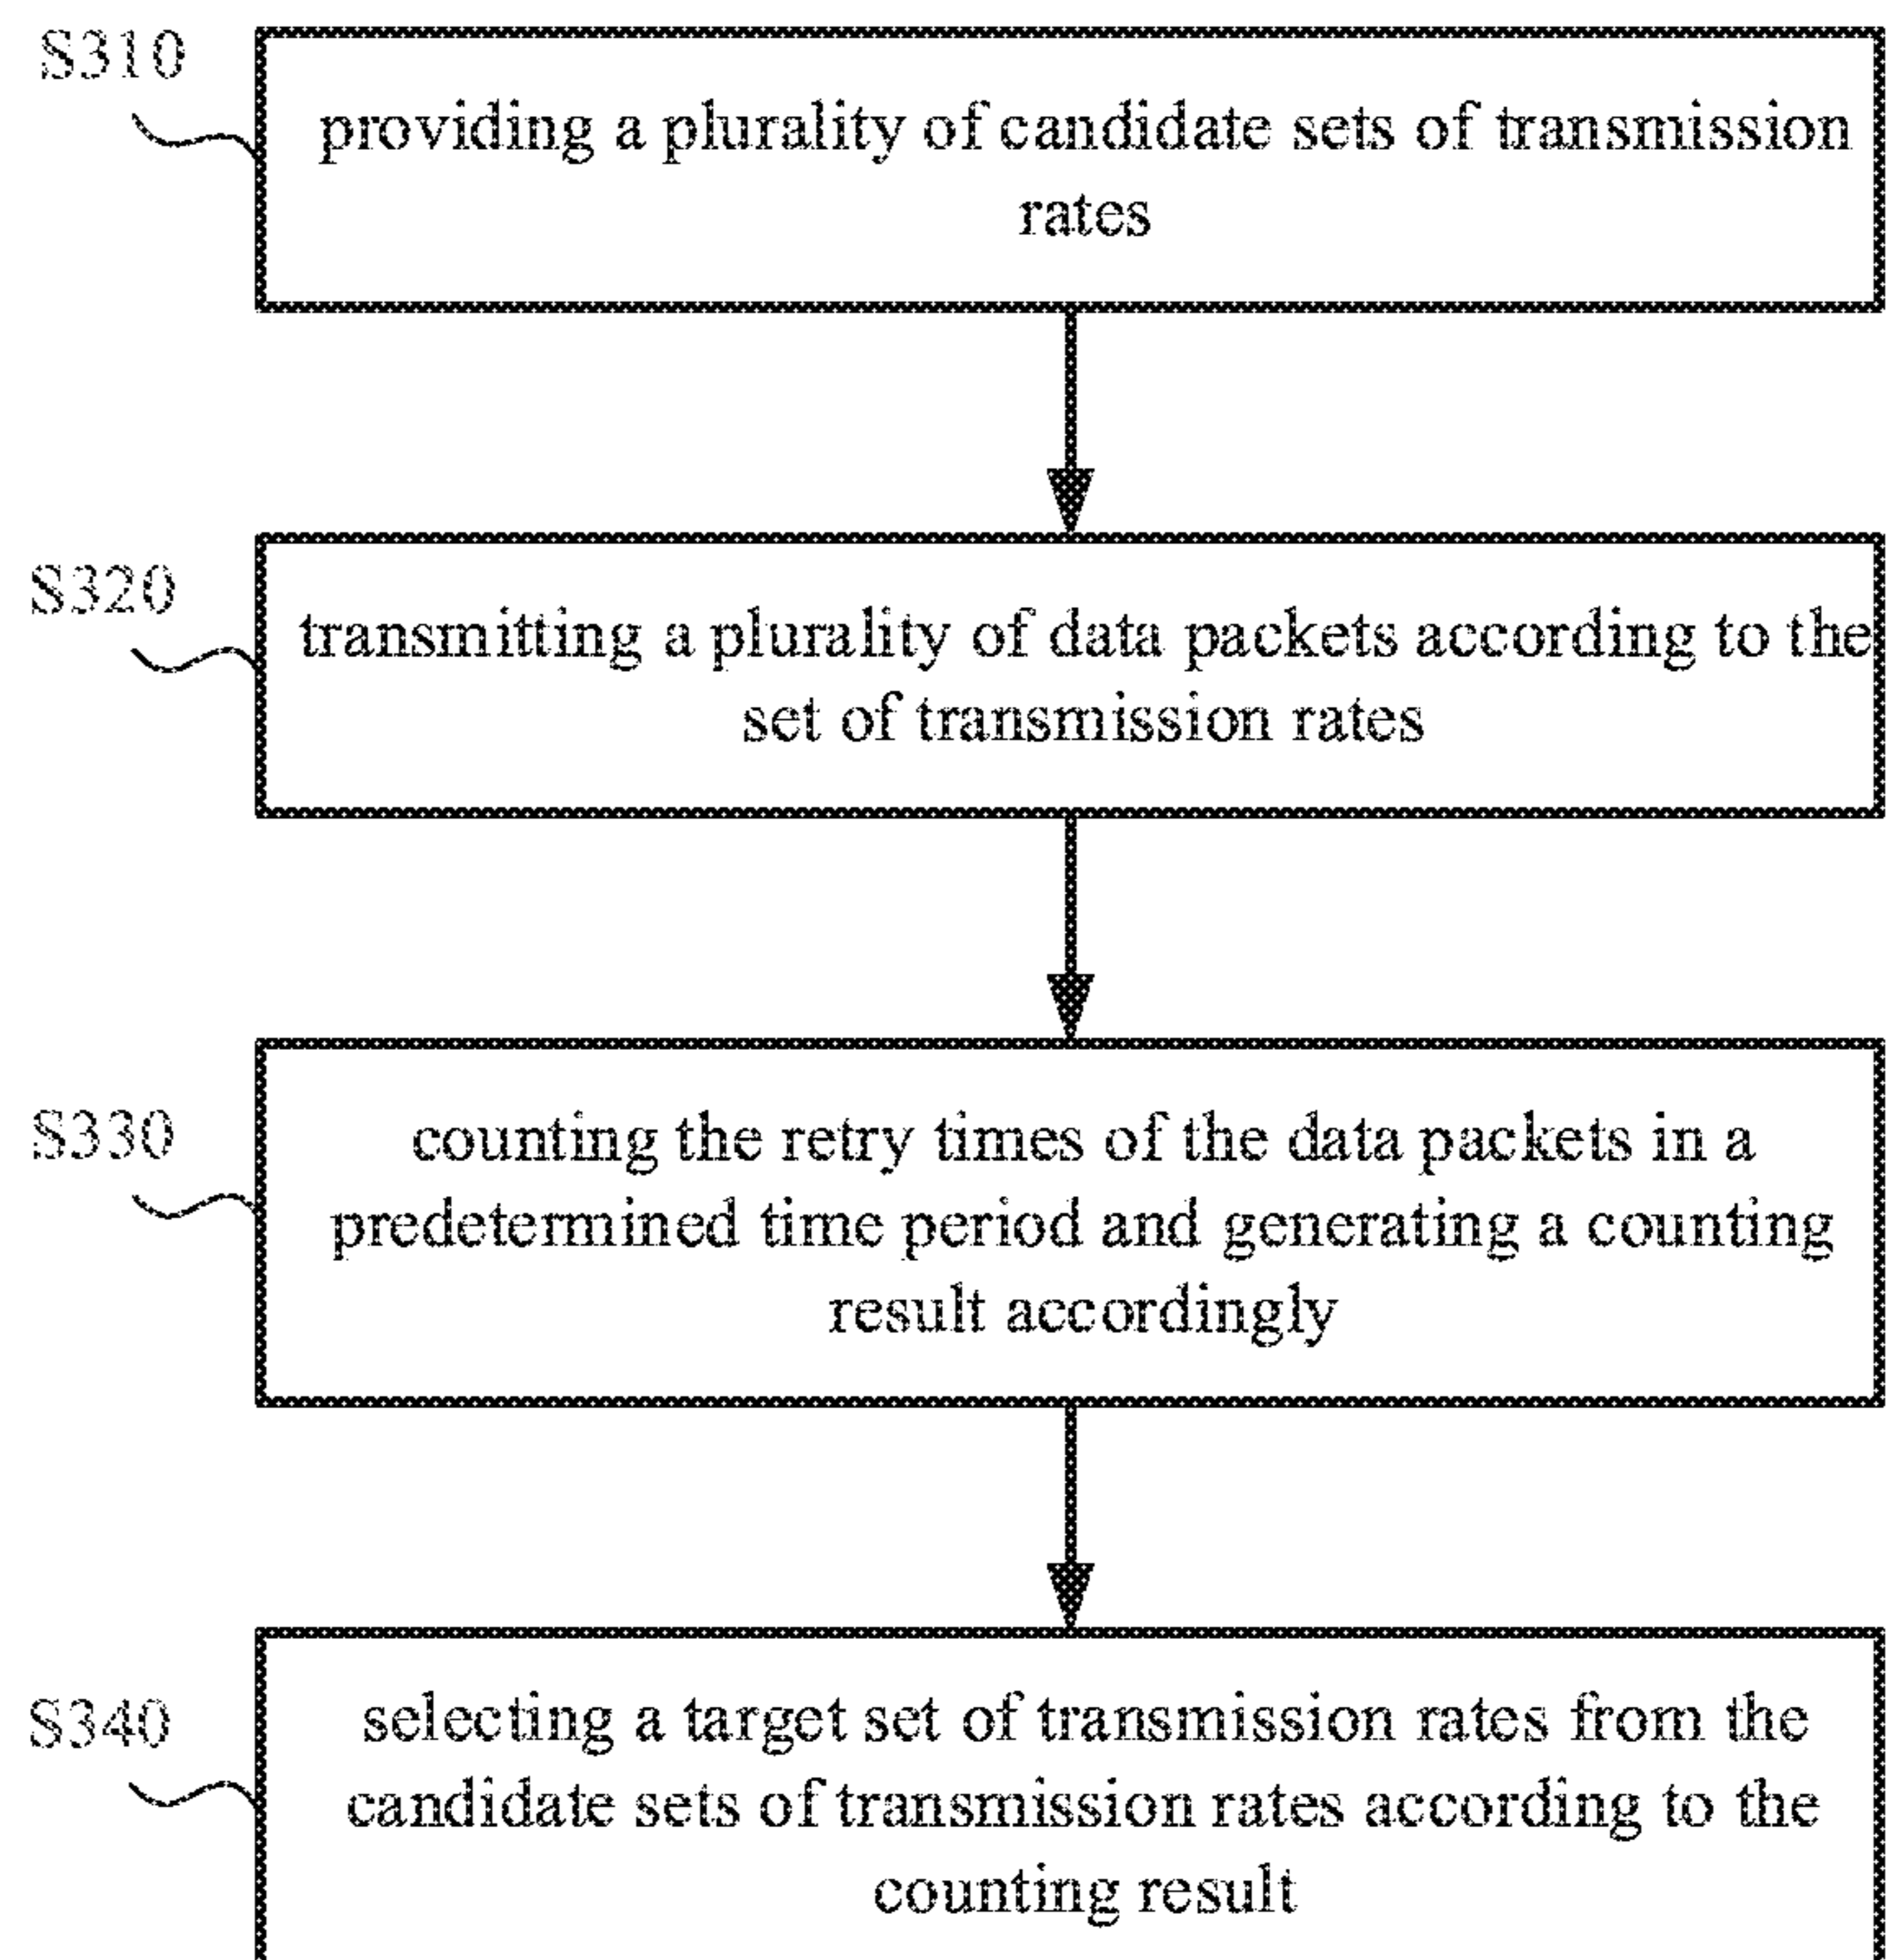 S310
providing a plurality of candidate sets of transmission
rates
S320
transmitting a plurality of data packets according to the
set of transmission rates
S330
counting the retry times of the data packets in a
predetermined time period and generating a counting
result accordingly
S340
selecting a target set of transmission rates from the
candidate sets of transmission rates according to the
counting result